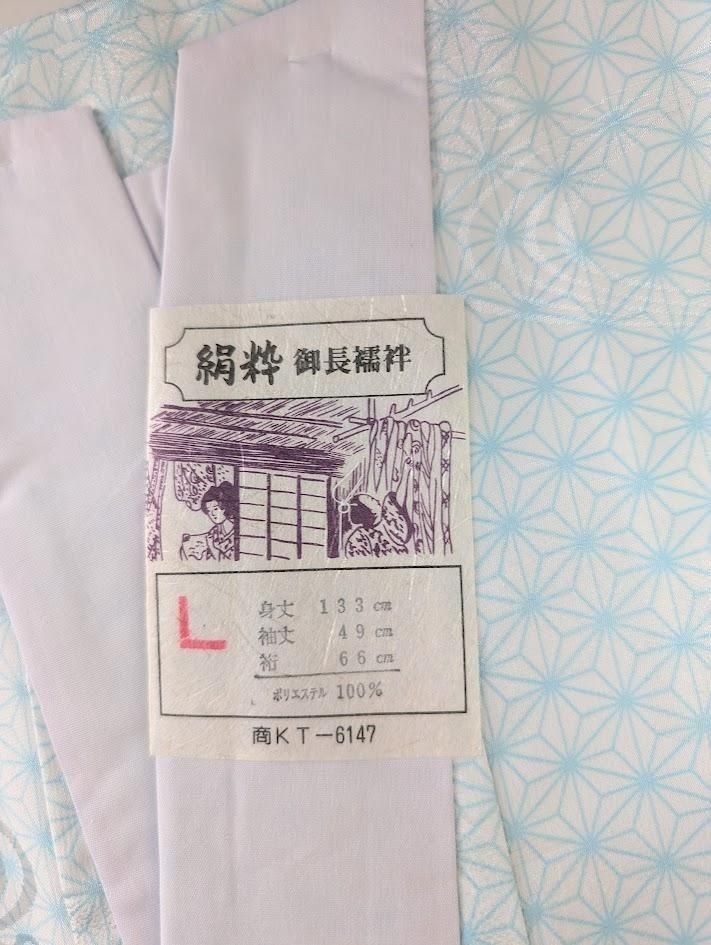 絹粋 御長襦袢
L
身丈 133cm
袖丈 49cm
裄 66cm
ポリエステル 100%
商KT-6147